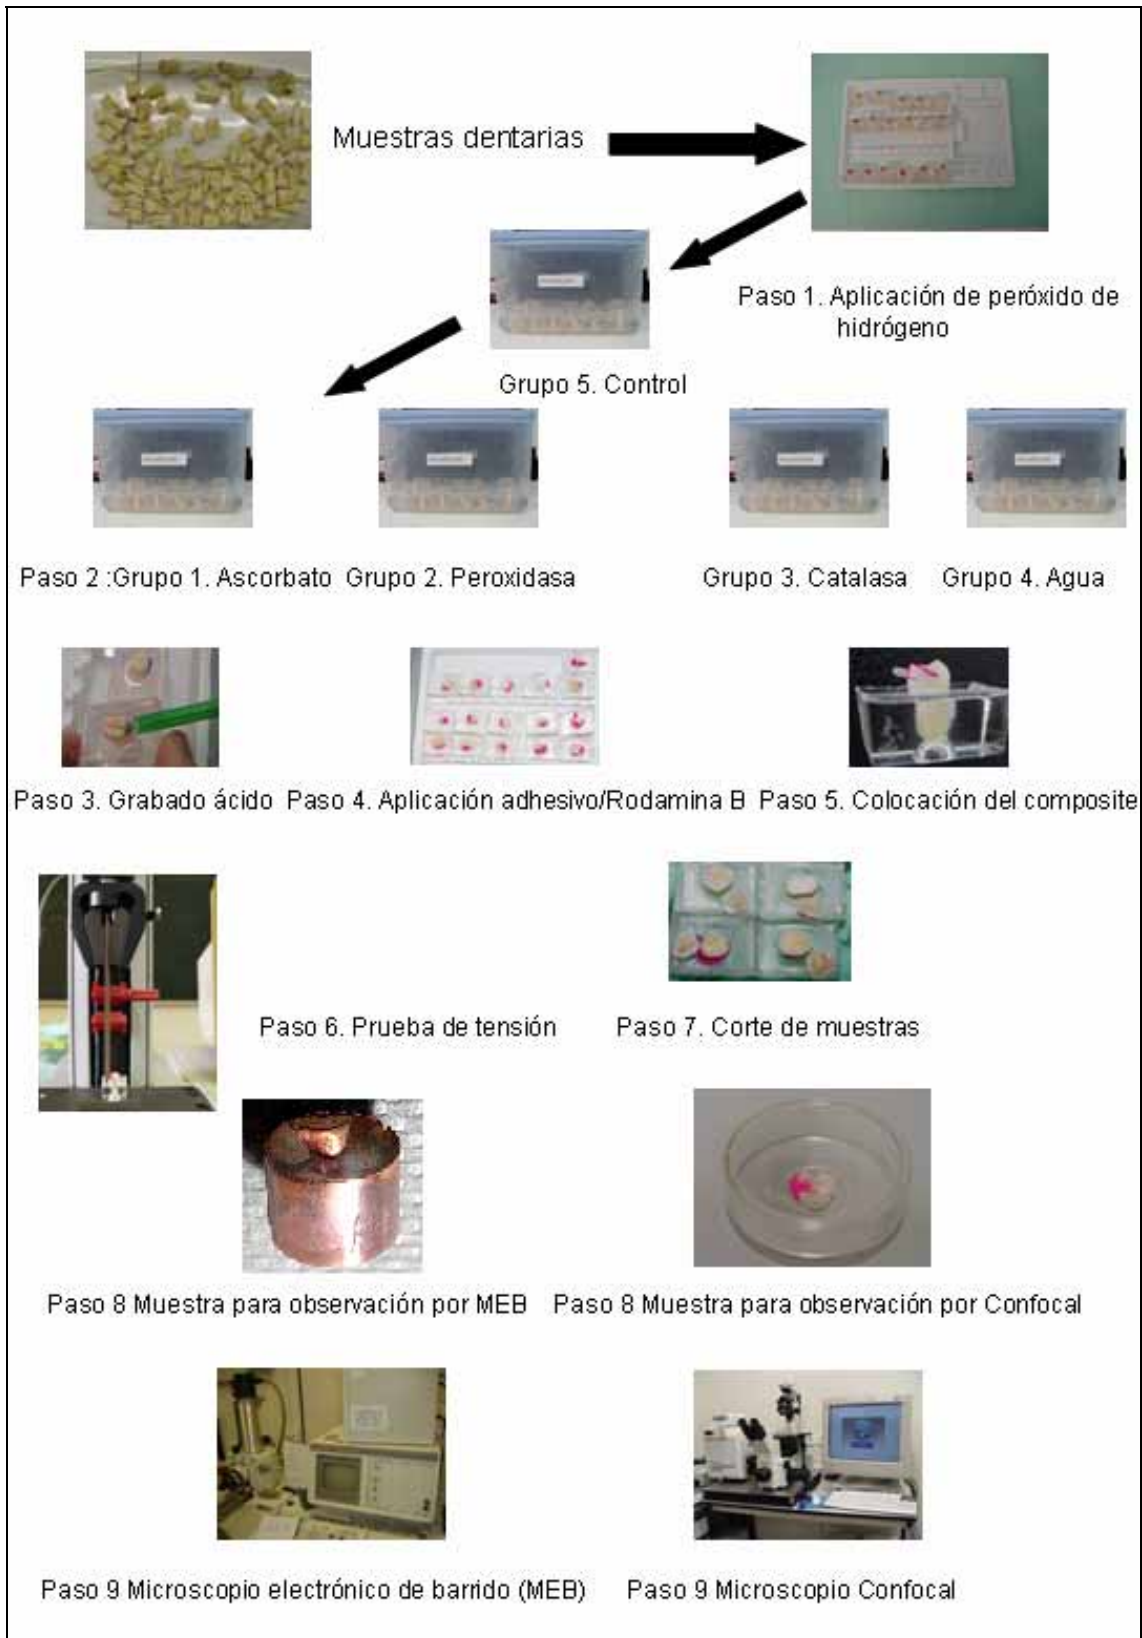 Muestras dentarias
Paso 1. Aplicación de peróxido de
hidrógeno
Grupo 5. Control
Paso 2 :Grupo 1. Ascorbato Grupo 2. Peroxidasa Grupo 3. Catalasa Grupo 4. Agua
Paso 3. Grabado ácido Paso 4. Aplicación adhesivo/Rodamina B Paso 5. Colocación del composite
Paso 6. Prueba de tensión Paso 7. Corte de muestras
Paso 8 Muestra para observación por MEB Paso 8 Muestra para observación por Confocal
Paso 9 Microscopio electrónico de barrido (MEB) Paso 9 Microscopio Confocal